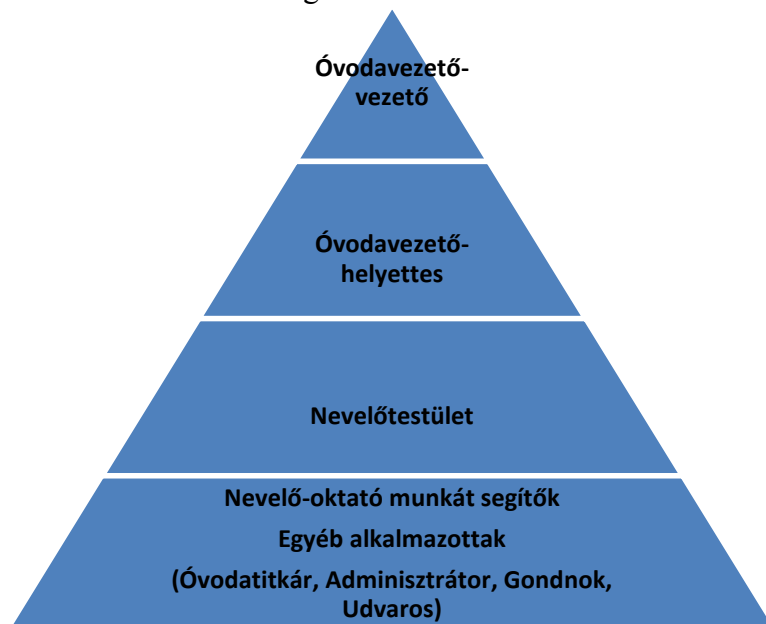 Óvodavezető-
vezető
Óvodavezető-
helyettes
Nevelőtestület
Nevelő-oktató munkát segítők
Egyéb alkalmazottak
(Óvodatitkár, Adminisztrátor, Gondnok,
Udvaros)